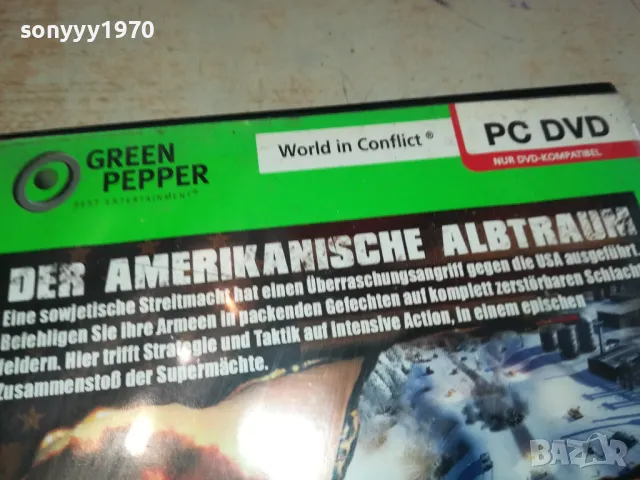 sonyyy1970
GREEN
PEPPER
BEST ENTERTAINMENT®
World in Conflict®
PC DVD
NUR DVD-KOMPATIBEL
DER AMERIKANISCHE ALBTRAUM
Eine sowjetische Streitmacht hat einen Überraschungsangriff gegen die USA ausgeführt.
Befehligen Sie Ihre Armeen in packenden Gefechten auf komplett zerstörbaren Schlacht-
feldern. Hier trifft Strategie und Taktik auf intensive Action, in einem epischen
Zusammenstoß der Supermächte.
BAZAR